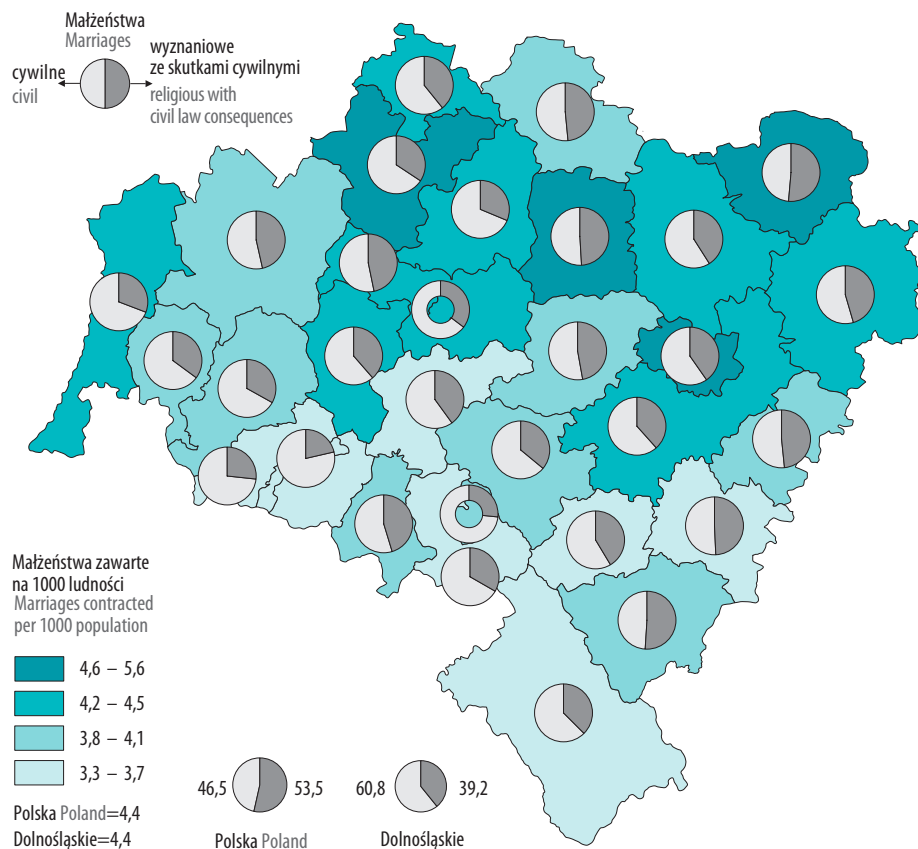 Małżeństwa
Marriages
cywilne
civil
wyznaniowe
ze skutkami cywilnymi
religious with
civil law consequences
Małżeństwa zawarte
na 1000 ludności
Marriages contracted
per 1000 population
4,6 – 5,6
4,2 – 4,5
3,8 – 4,1
3,3 – 3,7
Polska Poland=4,4
Dolnośląskie=4,4
46,5 53,5
Polska Poland
60,8 39,2
Dolnośląskie